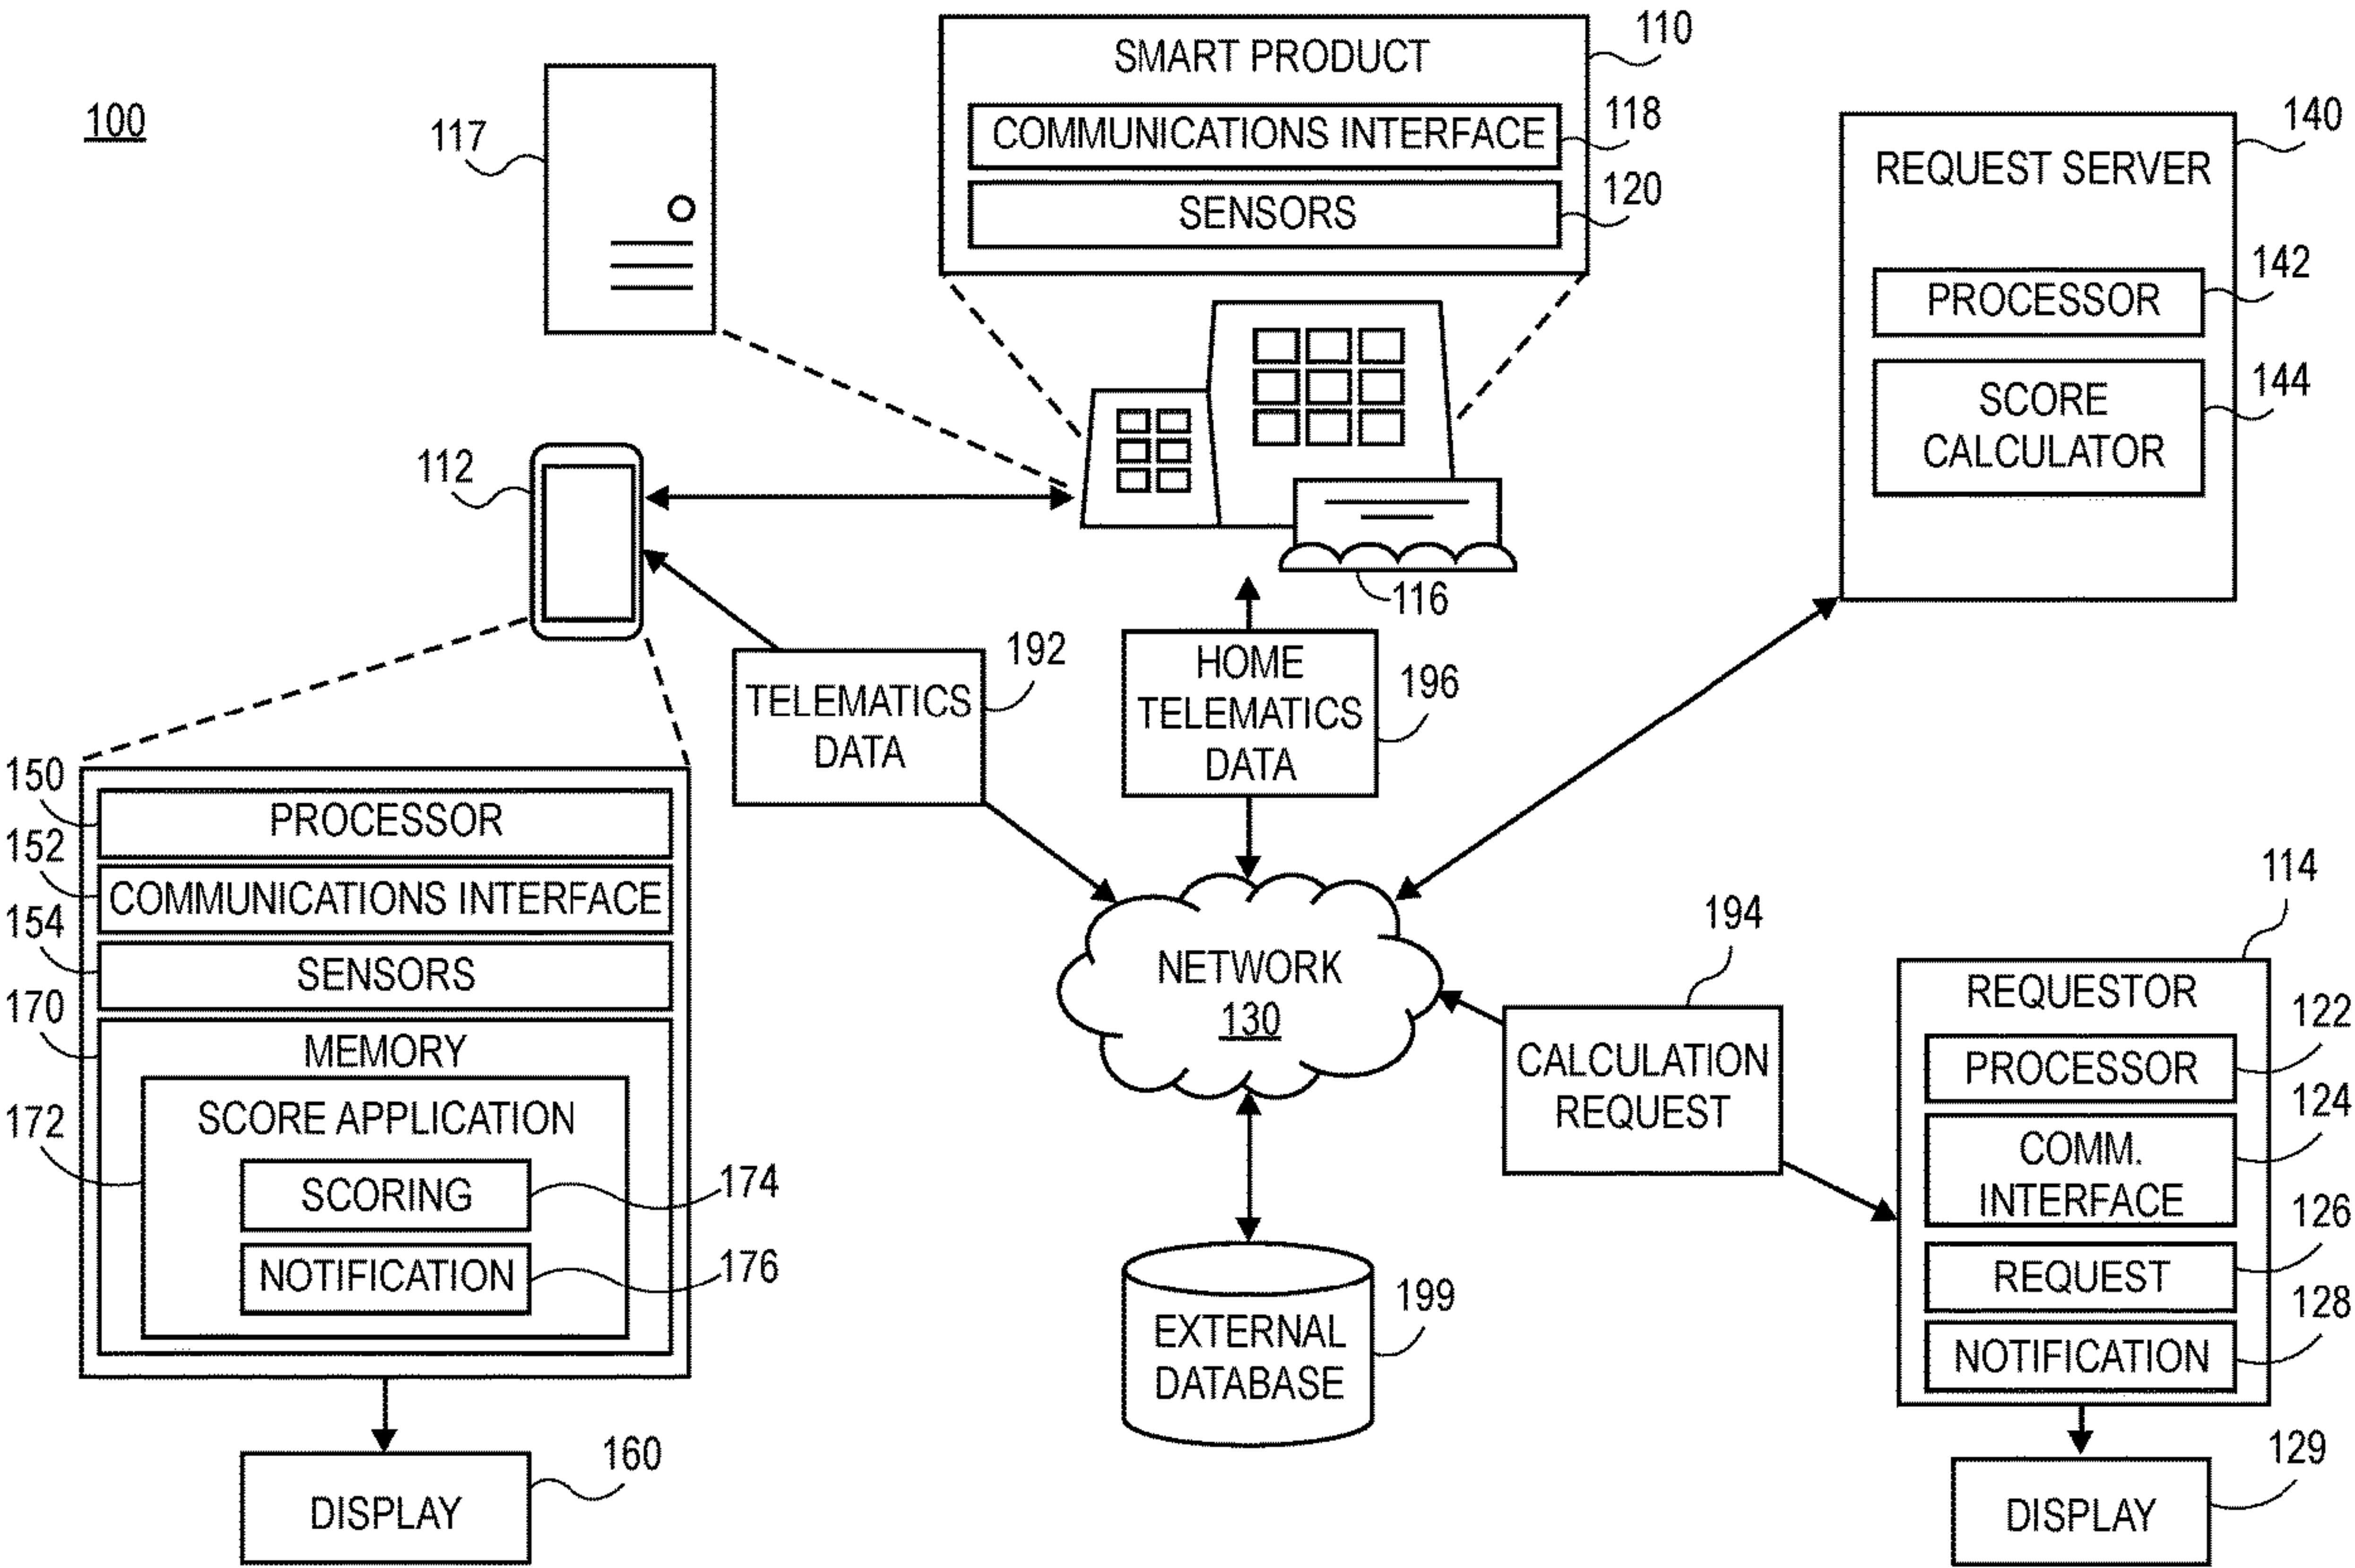 100
117
SMART PRODUCT
110
COMMUNICATIONS INTERFACE
118
SENSORS
120
REQUEST SERVER
140
PROCESSOR
142
SCORE
CALCULATOR
144
112
116
TELEMATICS
DATA
192
HOME
TELEMATICS
DATA
196
150
PROCESSOR
152
COMMUNICATIONS INTERFACE
154
SENSORS
170
MEMORY
172
SCORE APPLICATION
SCORING
174
NOTIFICATION
176
DISPLAY
160
NETWORK
130
EXTERNAL
DATABASE
199
CALCULATION
REQUEST
194
114
REQUESTOR
PROCESSOR
122
COMM.
INTERFACE
124
REQUEST
126
NOTIFICATION
128
DISPLAY
129